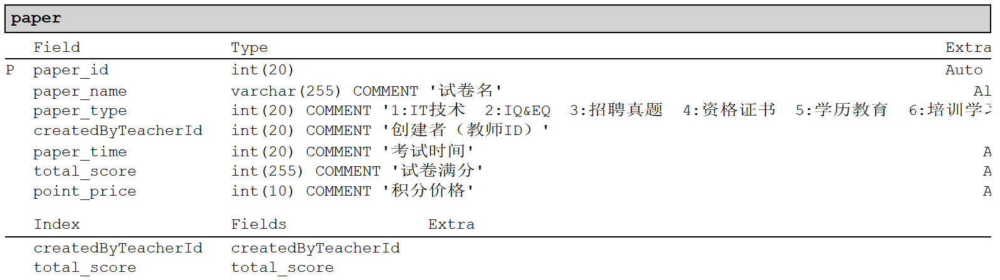 paper
Field Type Extra
P paper_id int(20) Auto
paper_name varchar(255) COMMENT '试卷名' Al
paper_type int(20) COMMENT '1:IT技术 2:IQ&EQ 3:招聘真题 4:资格证书 5:学历教育 6:培训学习
createdByTeacherId int(20) COMMENT '创建者（教师ID）'
paper_time int(20) COMMENT '考试时间' A
total_score int(255) COMMENT '试卷满分' A
point_price int(10) COMMENT '积分价格' A
Index Fields Extra
createdByTeacherId createdByTeacherId
total_score total_score